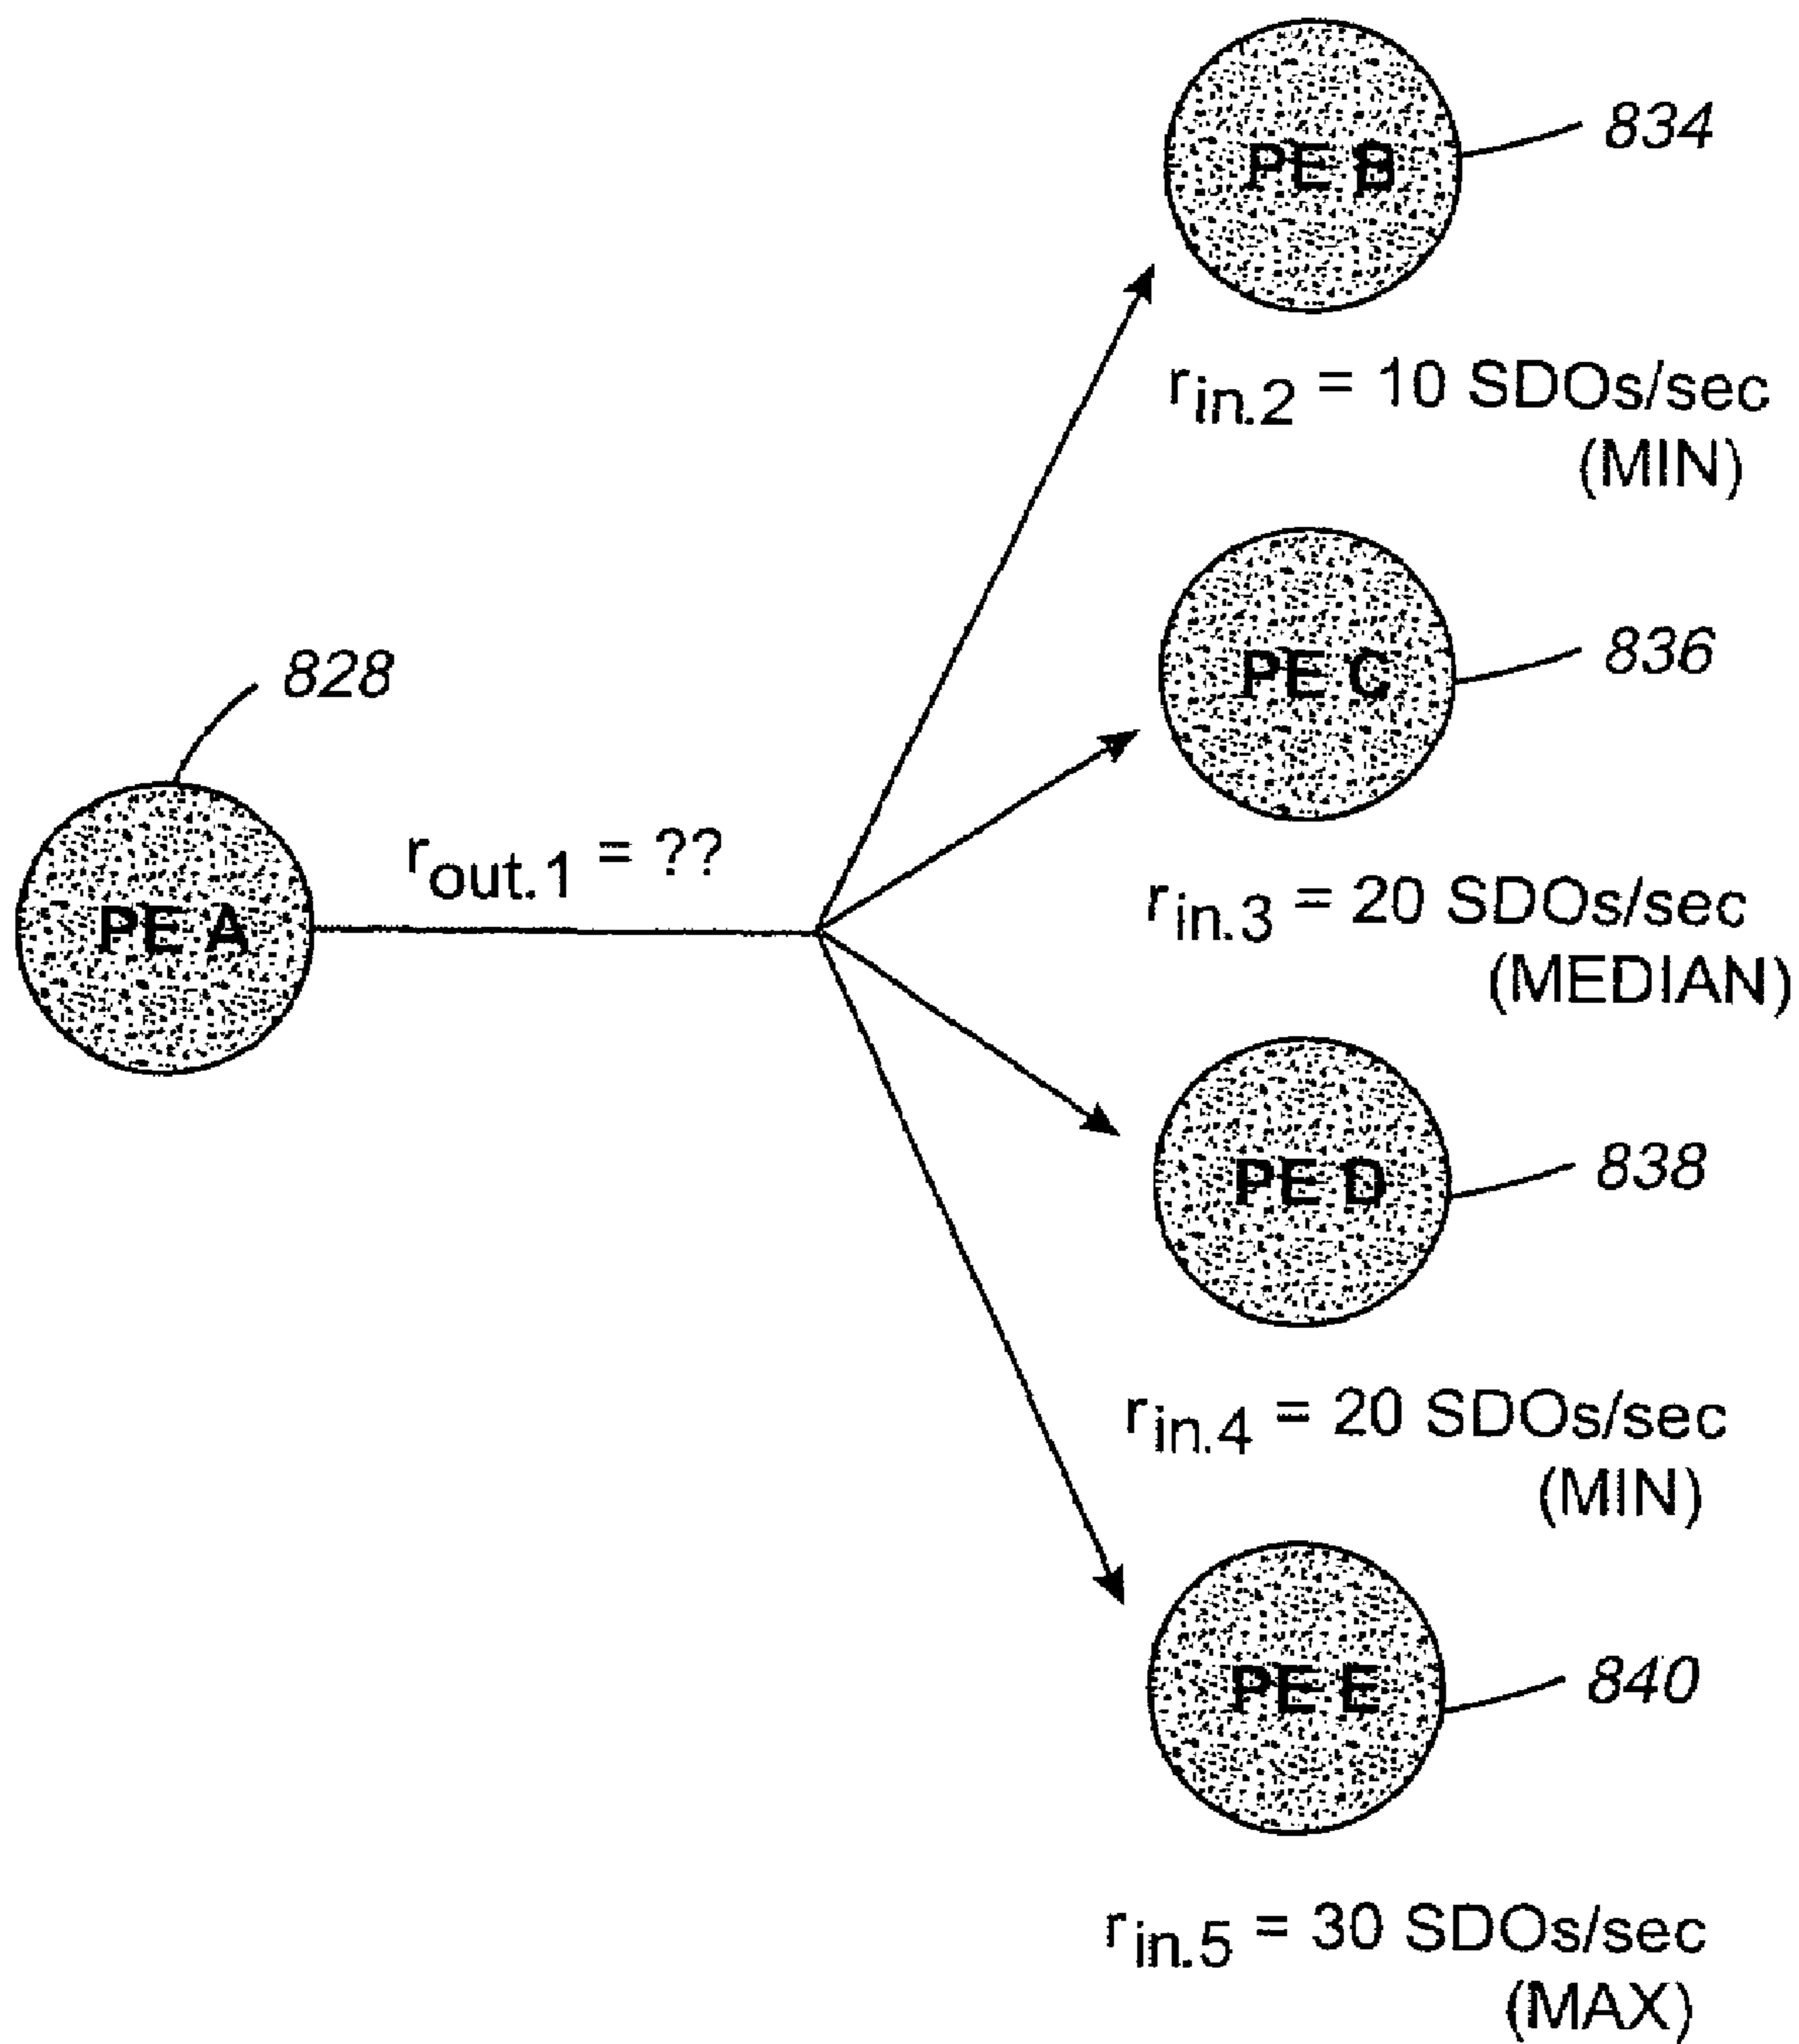 PE B
834
r_in.2 = 10 SDOs/sec
(MIN)
PE C
836
828
r_in.3 = 20 SDOs/sec
(MEDIAN)
r_out.1 = ??
PE A
PE D
838
r_in.4 = 20 SDOs/sec
(MIN)
PE E
840
r_in.5 = 30 SDOs/sec
(MAX)